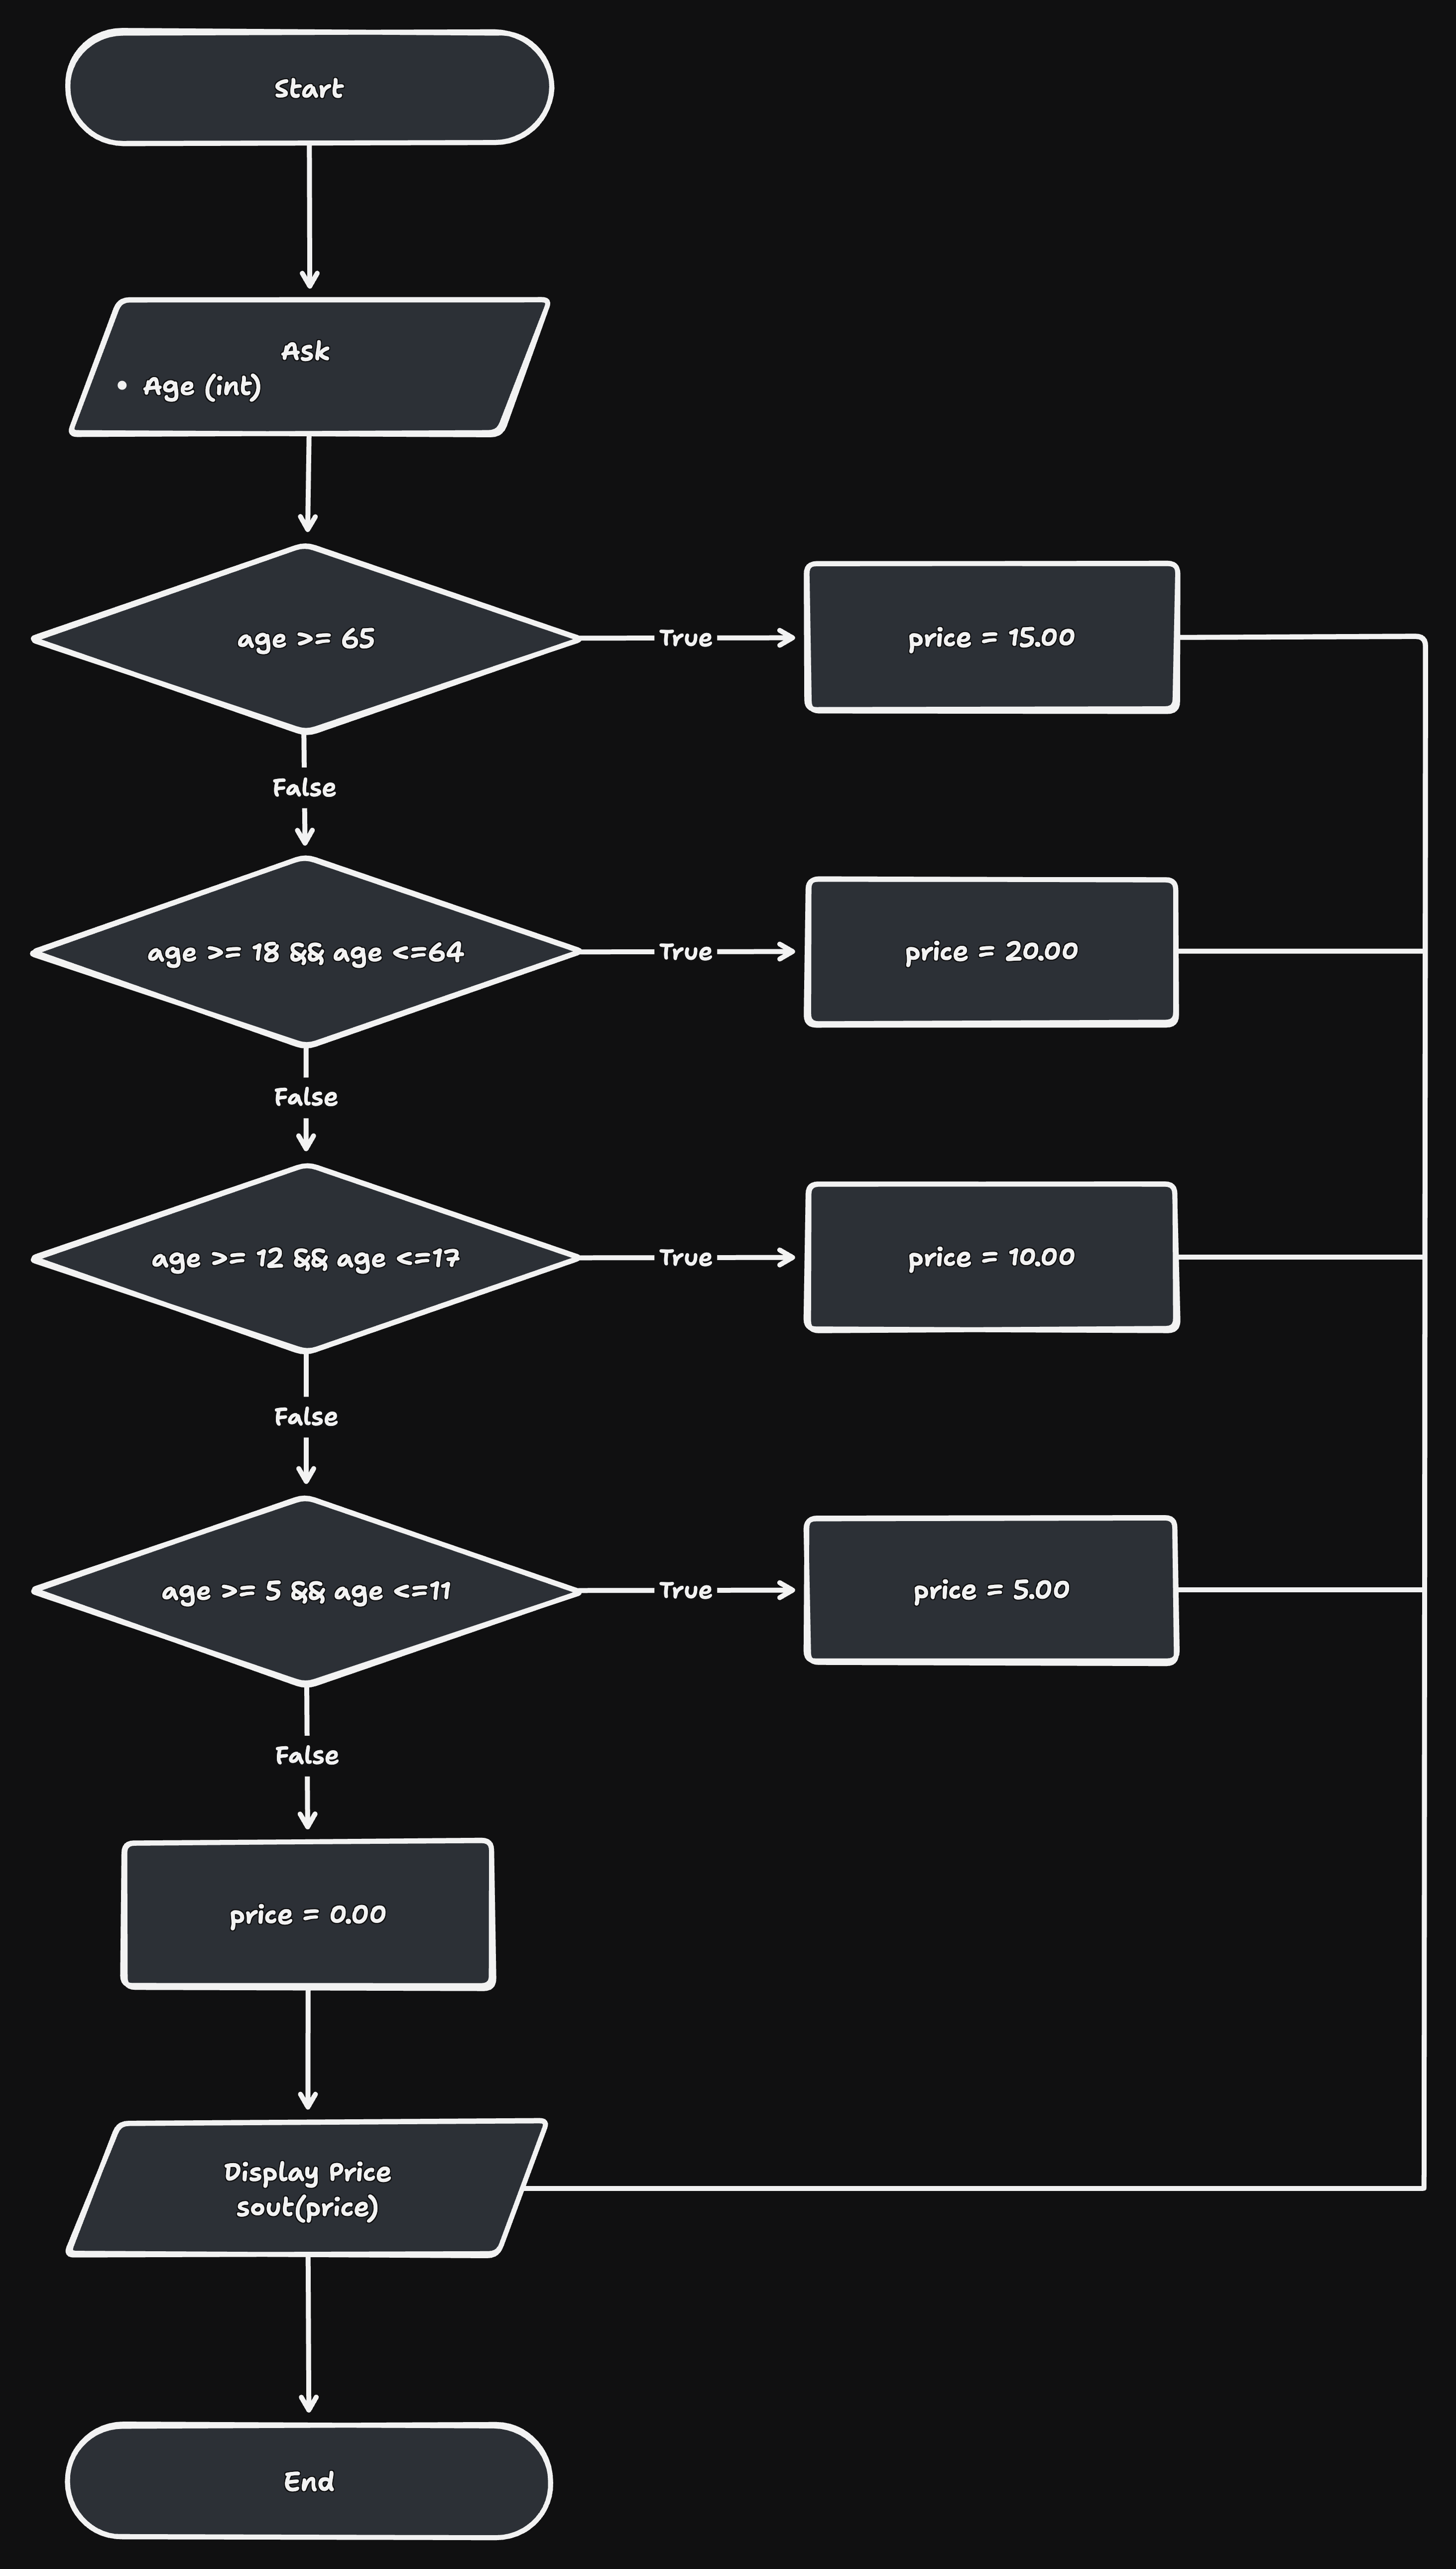 Start
Ask
• Age (int)
age >= 65
True
price = 15.00
False
age >= 18 && age <=64
True
price = 20.00
False
age >= 12 && age <=17
True
price = 10.00
False
age >= 5 && age <=11
True
price = 5.00
False
price = 0.00
Display Price
sout(price)
End